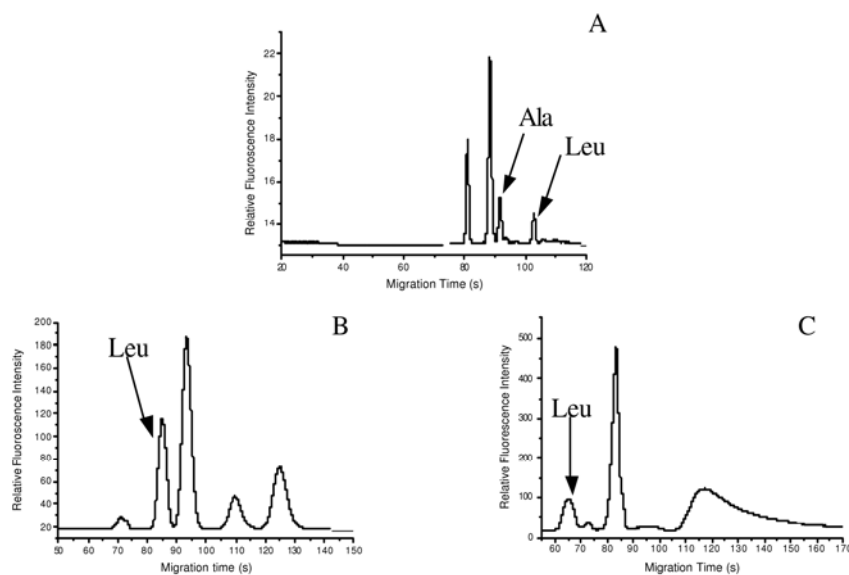 A
Relative Fluoroscence Intensity
22
20
18
16
14
Ala
Leu
20 40 60 80 100 120
Migration Time (s)
B
Relative Fluoroscence Intensity
200
180
160
140
120
100
80
60
40
20
Leu
50 60 70 80 90 100 110 120 130 140 150
Migration time (s)
C
Relative Fluorescence Intensity
500
400
300
200
100
0
Leu
60 70 80 90 100 110 120 130 140 150 160 170
Migration Time (s)